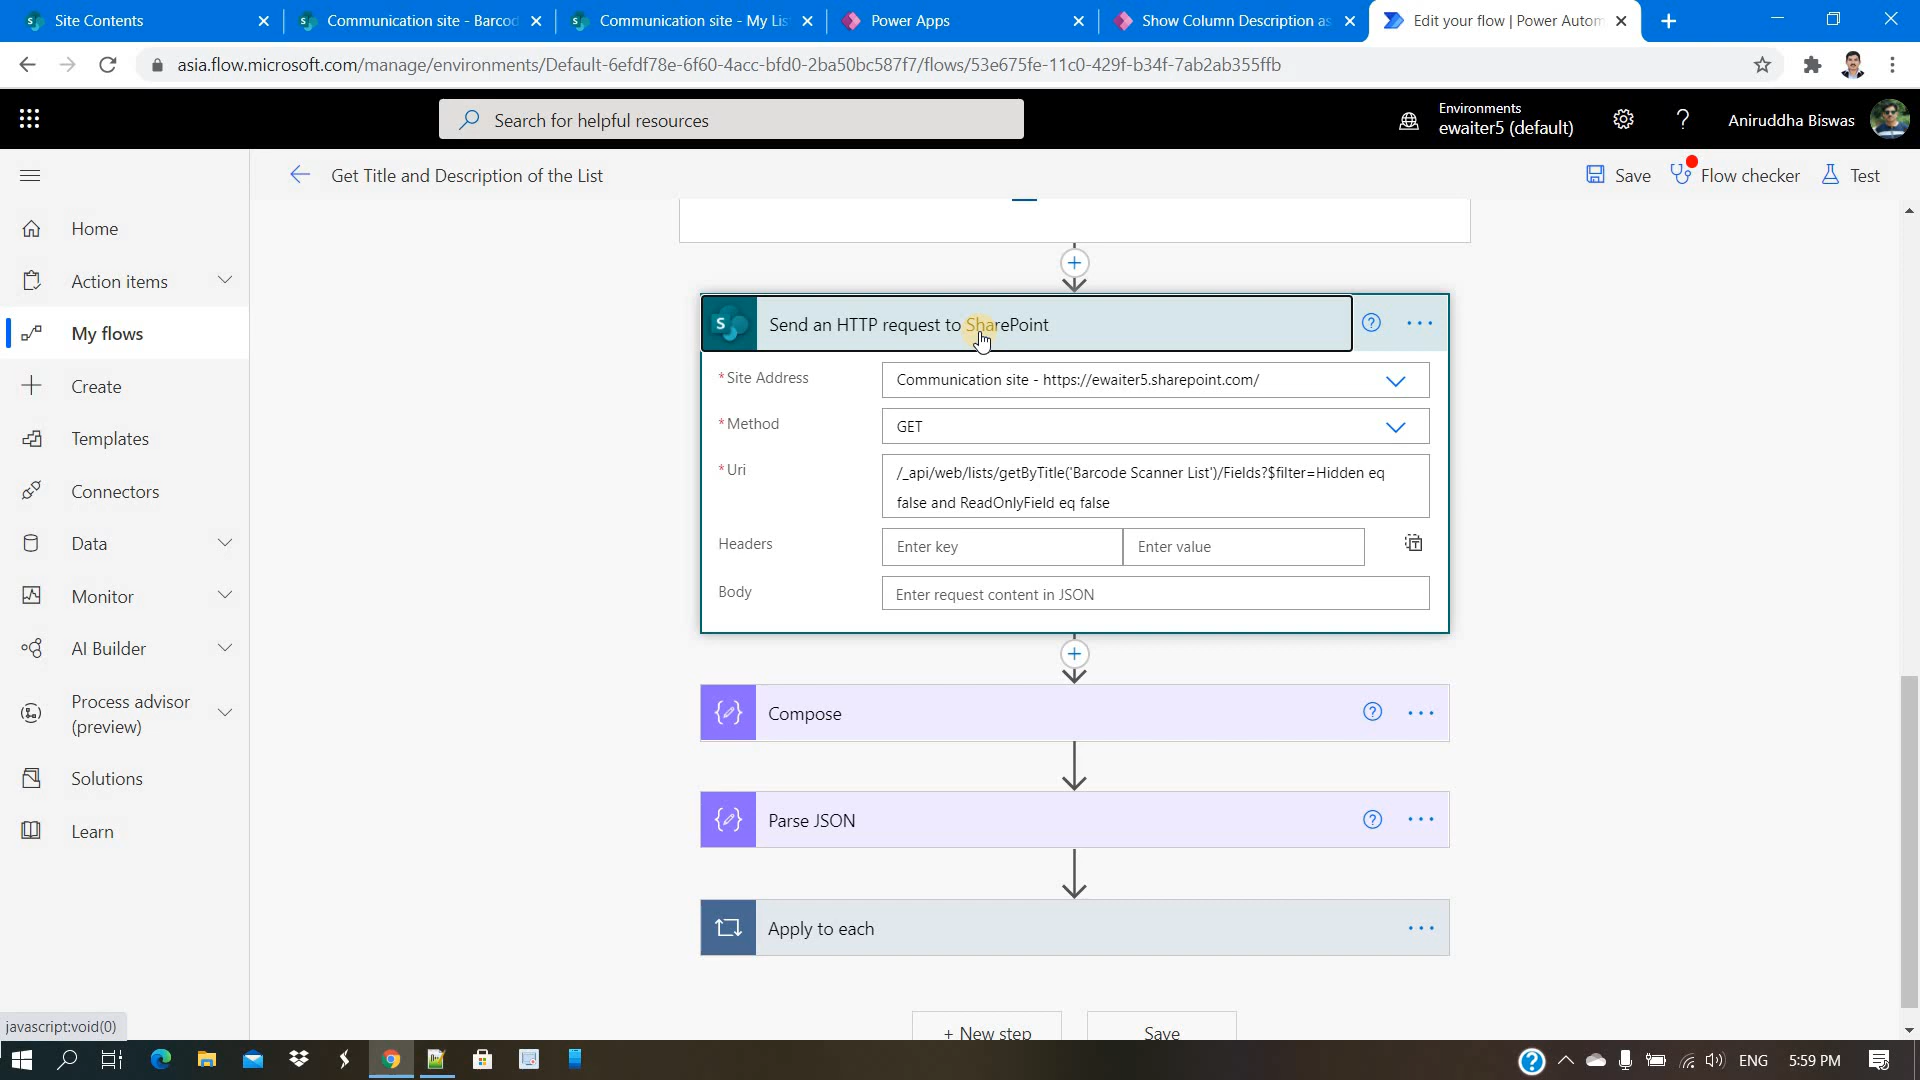 Site Contents
Communication site - Barcod
Communication site - My Lis
Power Apps
Show Column Description as
Edit your flow | Power Autom
asia.flow.microsoft.com/manage/environments/Default-6efdf78e-6f60-4acc-bfd0-2ba50bc587f7/flows/53e675fe-11c0-429f-b34f-7ab2ab355ffb
Search for helpful resources
Environments
ewaiter5 (default)
?
Aniruddha Biswas
Get Title and Description of the List
Save
Flow checker
Test
Home
Action items
My flows
Create
Templates
Connectors
Data
Monitor
AI Builder
Process advisor
(preview)
Solutions
Learn
S
Send an HTTP request to SharePoint
* Site Address
Communication site - https://ewaiter5.sharepoint.com/
* Method
GET
* Uri
/_api/web/lists/getByTitle('Barcode Scanner List')/Fields?$filter=Hidden eq
false and ReadOnlyField eq false
Headers
Enter key
Enter value
Body
Enter request content in JSON
Compose
Parse JSON
Apply to each
+ New step
Save
javascript:void(0)
ENG
5:59 PM